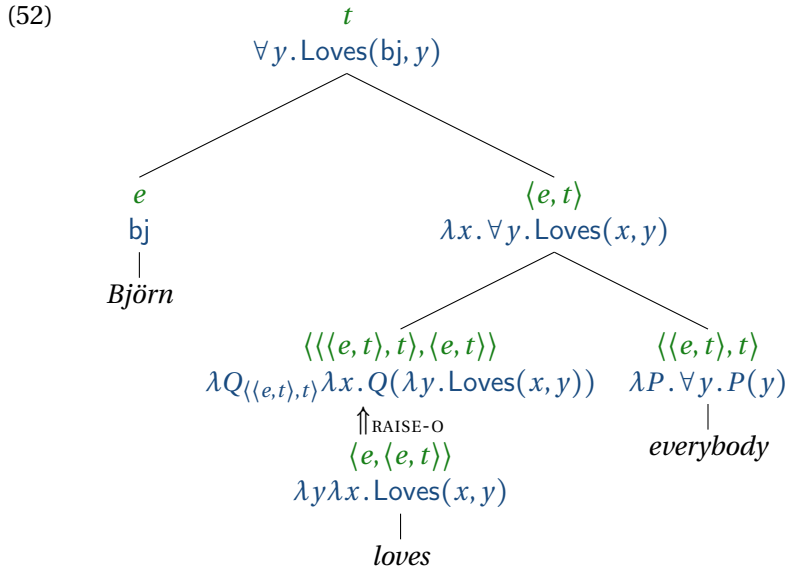 (52)
t
∀y.Loves(bj, y)
e
bj
Björn
⟨e, t⟩
λx.∀y.Loves(x, y)
⟨⟨⟨e, t⟩, t⟩, ⟨e, t⟩⟩
λQ⟨⟨e,t⟩,t⟩λx.Q(λy.Loves(x, y))
⇑RAISE-O
⟨e, ⟨e, t⟩⟩
λyλx.Loves(x, y)
loves
⟨⟨e, t⟩, t⟩
λP.∀y.P(y)
everybody